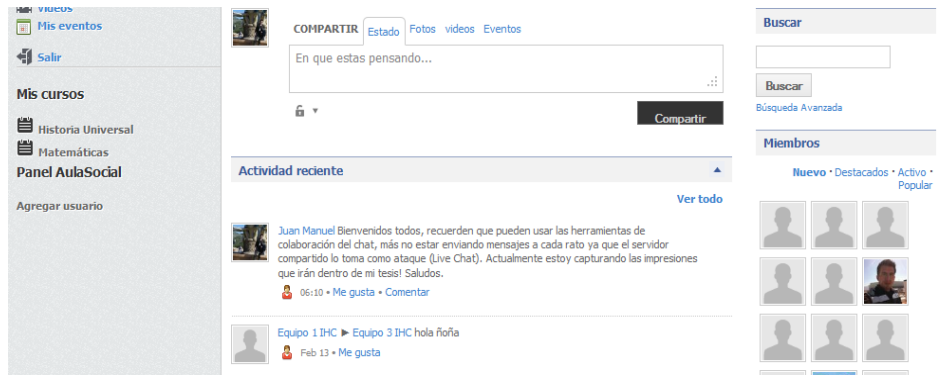 Videos
Mis eventos
Salir
Mis cursos
Historia Universal
Matemáticas
Panel AulaSocial
Agregar usuario
COMPARTIR Estado Fotos videos Eventos
En que estas pensando...
Compartir
Actividad reciente
Ver todo
Juan Manuel Bienvenidos todos, recuerden que pueden usar las herramientas de
colaboración del chat, más no estar enviando mensajes a cada rato ya que el servidor
compartido lo toma como ataque (Live Chat). Actualmente estoy capturando las impresiones
que irán dentro de mi tesis! Saludos.
06:10 • Me gusta • Comentar
Equipo 1 IHC ► Equipo 3 IHC hola ñoña
Feb 13 • Me gusta
Buscar
Buscar
Búsqueda Avanzada
Miembros
Nuevo • Destacados • Activo •
Popular